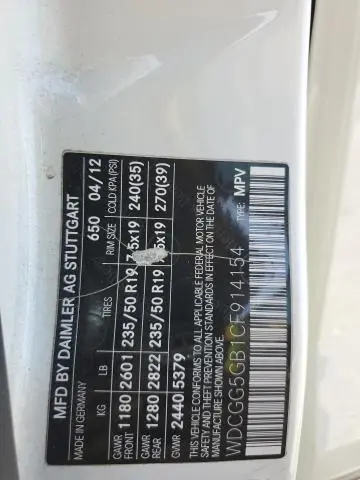 MFD BY DAIMLER AG STUTTGART
MADE IN GERMANY 650 04/12
KG LB TIRES RIM SIZE COLD KPA(PSI)
GAWR FRONT 1180 2601 235/50 R19 7.5x19 240(35)
GAWR REAR 1280 2822 235/50 R19 5x19 270(39)
GVWR 2440 5379
THIS VEHICLE CONFORMS TO ALL APPLICABLE FEDERAL MOTOR VEHICLE
SAFETY AND THEFT PREVENTION STANDARDS IN EFFECT ON THE DATE OF
MANUFACTURE SHOWN ABOVE.
WDCGG5GB1CF914154 TYPE: MPV